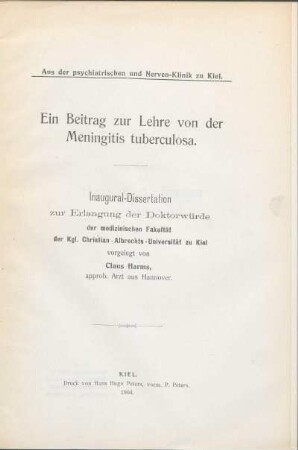 Aus der psychiatrischen und Nerven-Klinik zu Kiel.
Ein Beitrag zur Lehre von der
Meningitis tuberculosa.
Inaugural-Dissertation
zur Erlangung der Doktorwürde
der medizinischen Fakultät
der Kgl. Christian-Albrechts-Universität zu Kiel
vorgelegt von
Claus Harms,
approb. Arzt aus Hannover.
KIEL.
Druck von Hans Hugo Peters, vorm. P. Peters.